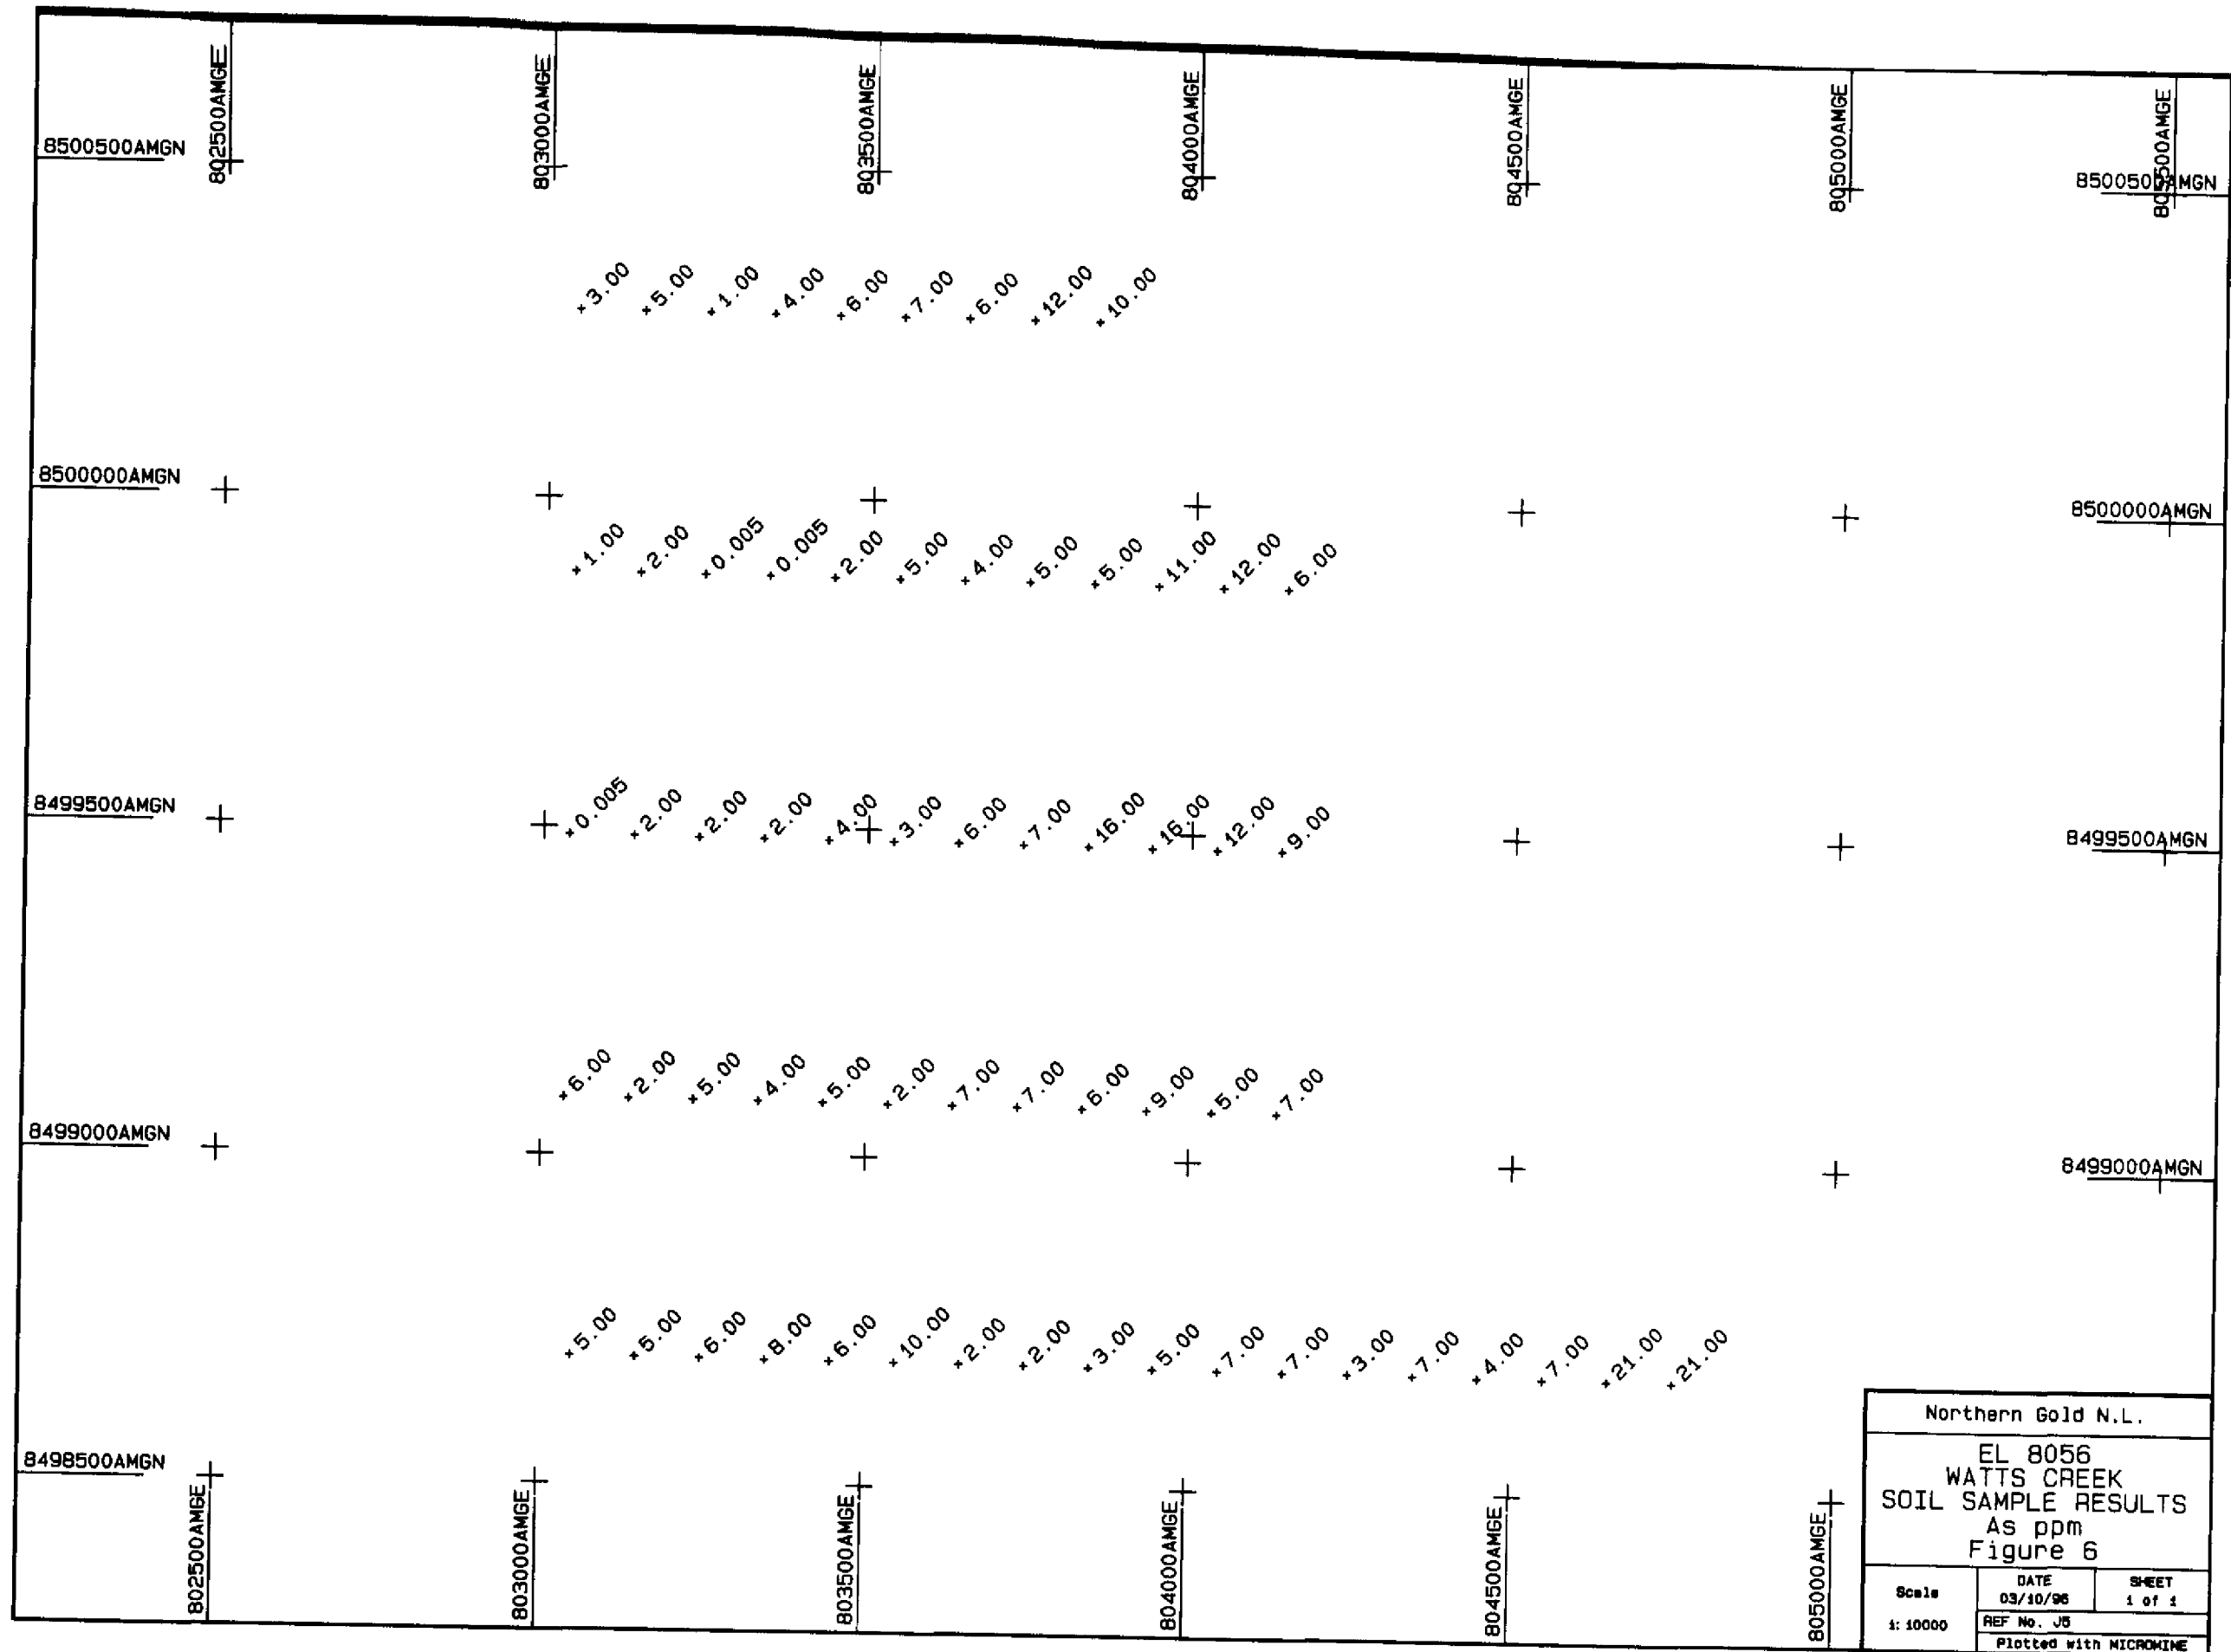 802500AMGE 803000AMGE 803500AMGE 804000AMGE 804500AMGE 805000AMGE 805500AMGE
8500500AMGN 8500500AMGN
3.00 5.00 1.00 4.00 6.00 7.00 6.00 12.00 10.00
8500000AMGN 8500000AMGN
1.00 2.00 0.005 0.005 2.00 5.00 4.00 5.00 5.00 11.00 12.00 6.00
8499500AMGN 8499500AMGN
0.005 2.00 2.00 2.00 4.00 3.00 6.00 7.00 16.00 16.00 12.00 9.00
6.00 2.00 5.00 4.00 5.00 2.00 7.00 7.00 6.00 9.00 5.00 7.00
8499000AMGN 8499000AMGN
5.00 5.00 6.00 8.00 6.00 10.00 2.00 2.00 3.00 5.00 7.00 7.00 3.00 7.00 4.00 7.00 21.00 21.00
8498500AMGN
802500AMGE 803000AMGE 803500AMGE 804000AMGE 804500AMGE 805000AMGE
Northern Gold N.L.
EL 8056
WATTS CREEK
SOIL SAMPLE RESULTS
As ppm
Figure 6
Scale
1: 10000
DATE
03/10/96
SHEET
1 of 1
REF No. J5
Plotted with MICROMINE